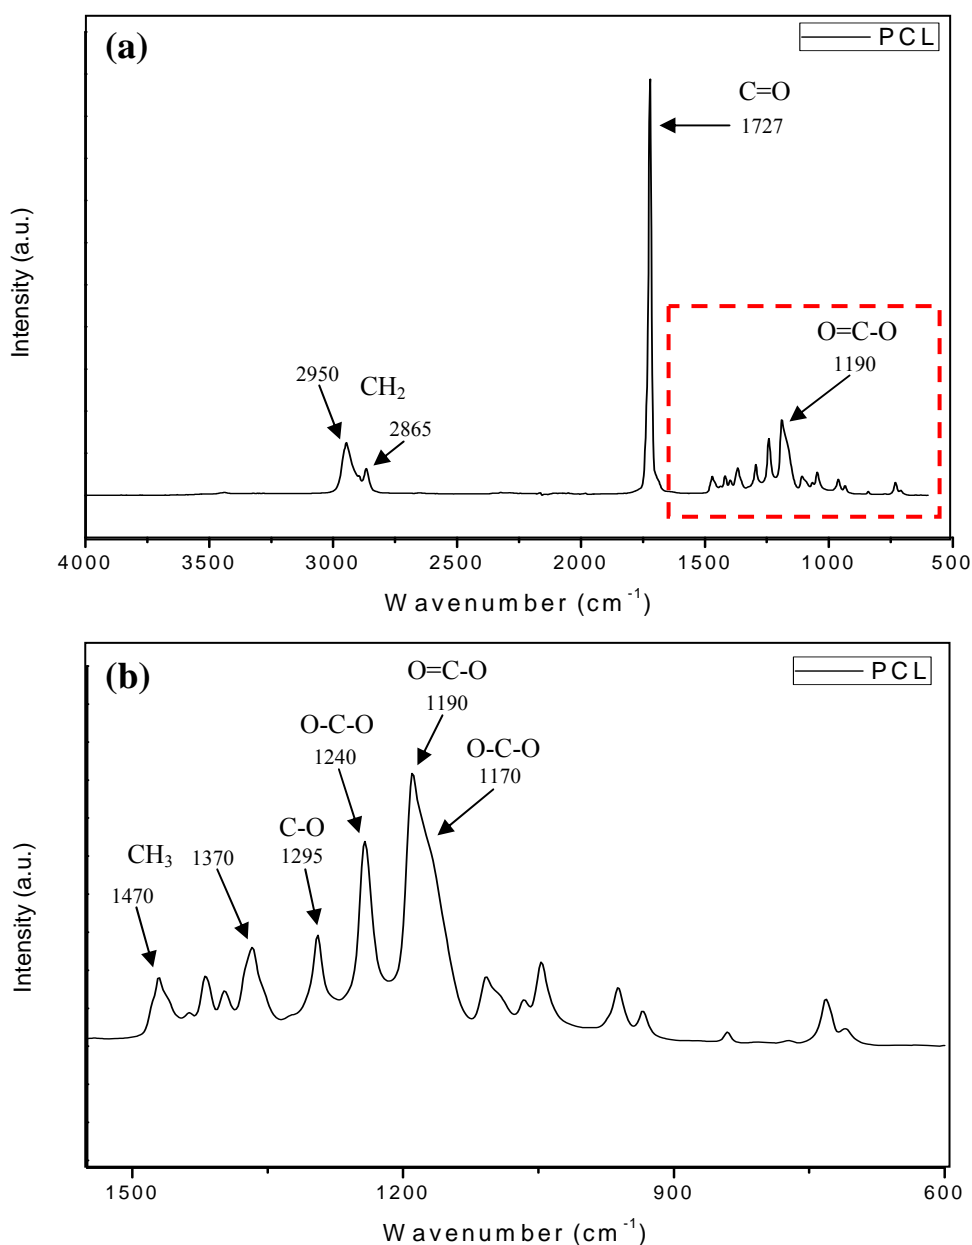 (a)
PCL
C=O
1727
O=C-O
1190
2950
CH₂
2865
Intensity (a.u.)
4000 3500 3000 2500 2000 1500 1000 500
Wavenumber (cm⁻¹)
(b)
PCL
O=C-O
1190
O-C-O
1240
O-C-O
1170
C-O
1295
CH₃
1370
1470
Intensity (a.u.)
1500 1200 900 600
Wavenumber (cm⁻¹)